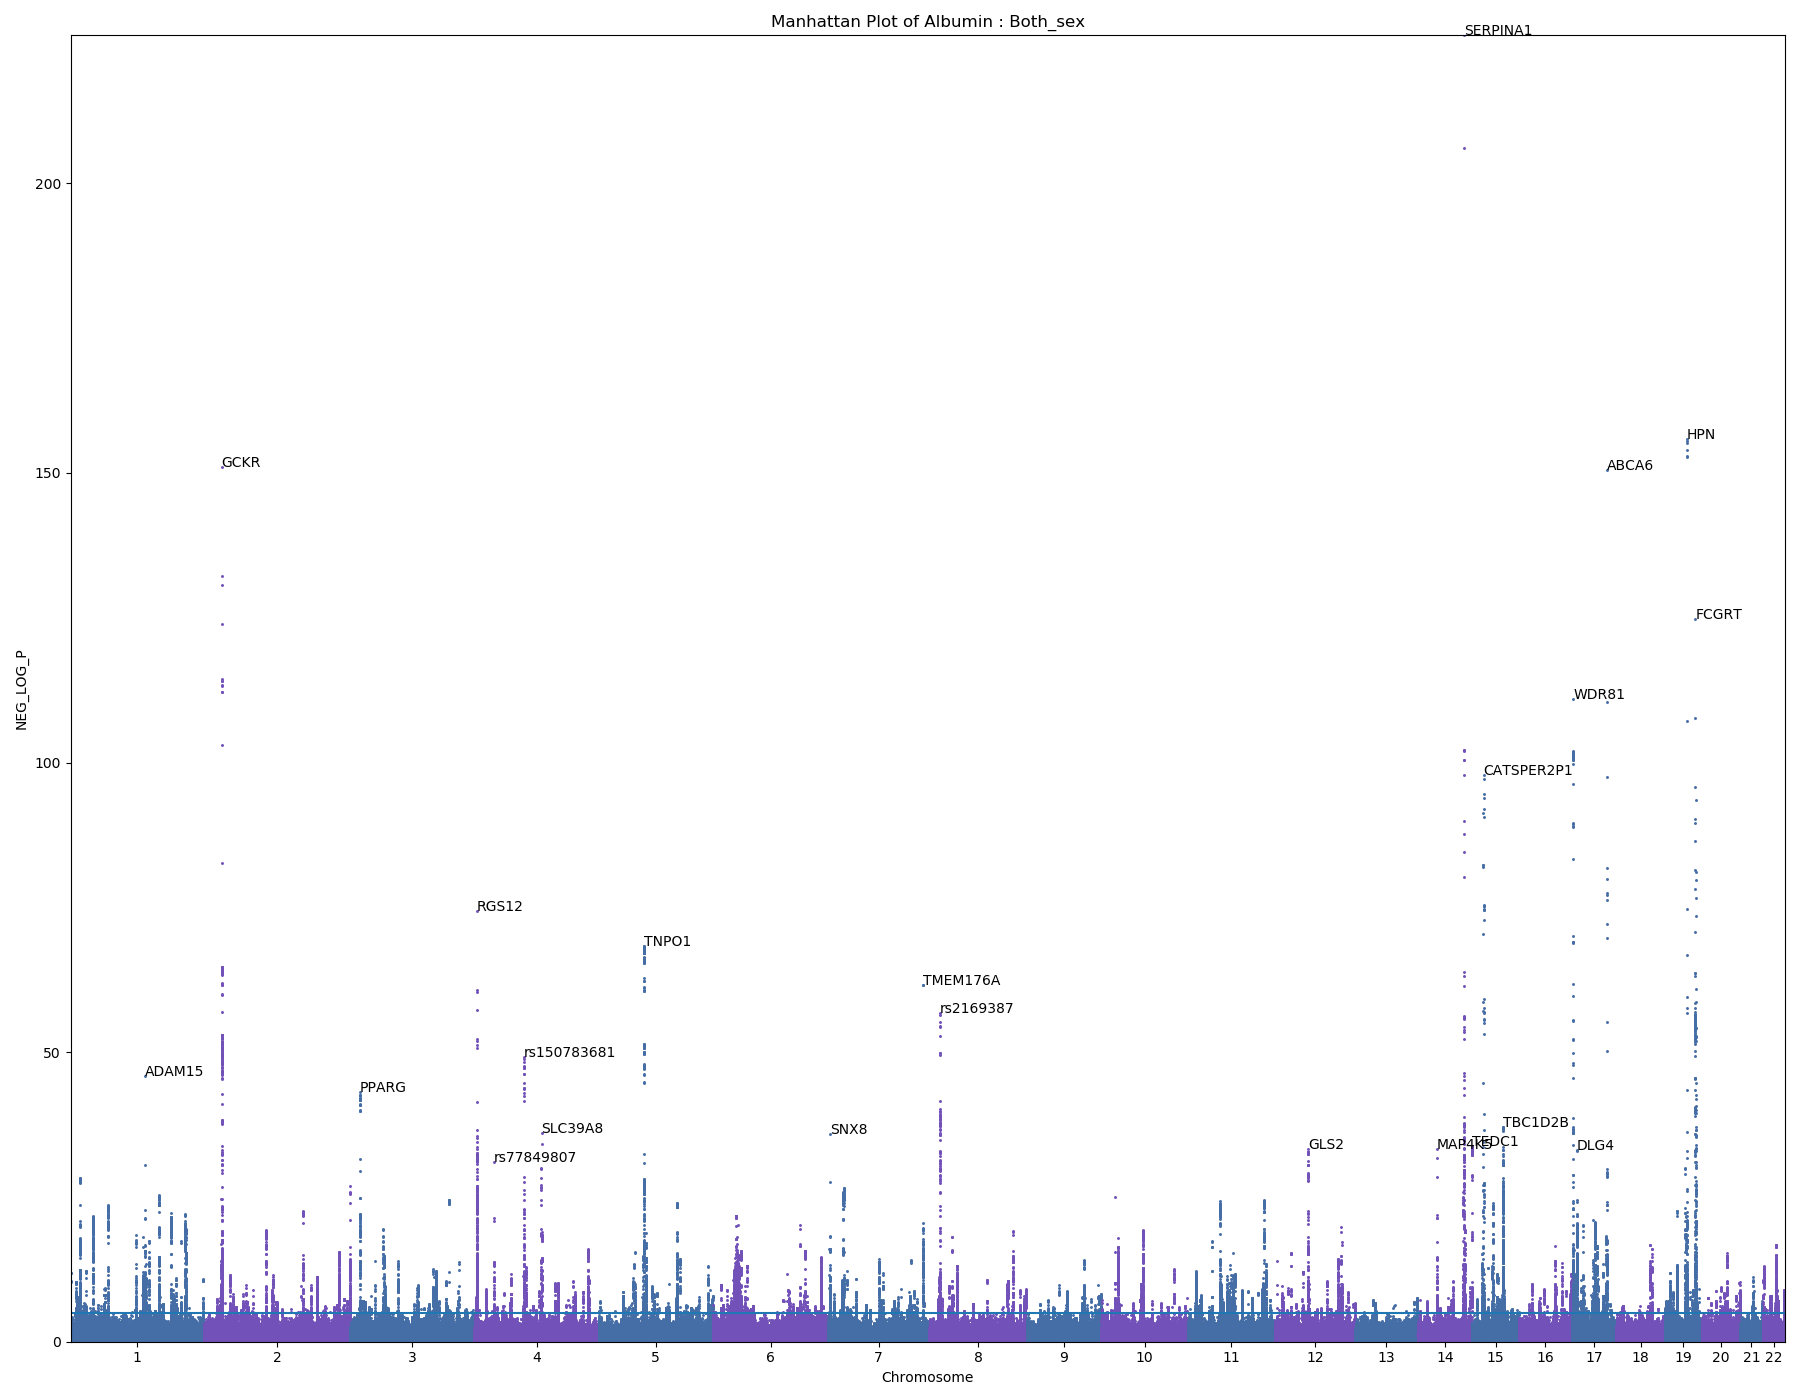 Manhattan Plot of Albumin : Both_sex
SERPINA1
200
HPN
GCKR
ABCA6
150
FCGRT
NEG_LOG_P
WDR81
CATSPER2P1
100
RGS12
TNPO1
TMEM176A
rs2169387
rs150783681
50
ADAM15
PPARG
TBC1D2B
SLC39A8
SNX8
TEDC1
GLS2
MAP4K5
DLG4
rs77849807
0
1 2 3 4 5 6 7 8 9 10 11 12 13 14 15 16 17 18 19 20 21 22
Chromosome